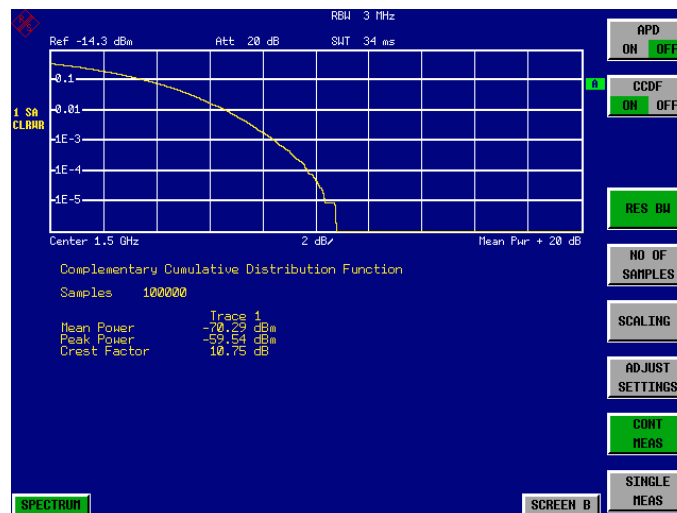 RBW 3 MHz
Ref -14.3 dBm Att 20 dB SWT 34 ms
0.1
0.01
1E-3
1E-4
1E-5
1 SA
CLRWR
A
Center 1.5 GHz 2 dB/ Mean Pwr + 20 dB
Complementary Cumulative Distribution Function
Samples 100000
Trace 1
Mean Power -70.29 dBm
Peak Power -59.54 dBm
Crest Factor 10.75 dB
APD
ON OFF
CCDF
ON OFF
RES BW
NO OF
SAMPLES
SCALING
ADJUST
SETTINGS
CONT
MEAS
SINGLE
MEAS
SPECTRUM
SCREEN B